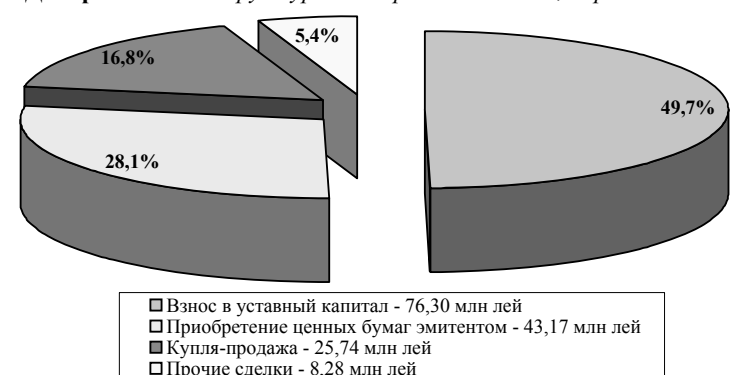 5,4%
16,8%
49,7%
28,1%
Взнос в уставный капитал - 76,30 млн лей
Приобретение ценных бумаг эмитентом - 43,17 млн лей
Купля-продажа - 25,74 млн лей
Прочие сделки - 8,28 млн лей